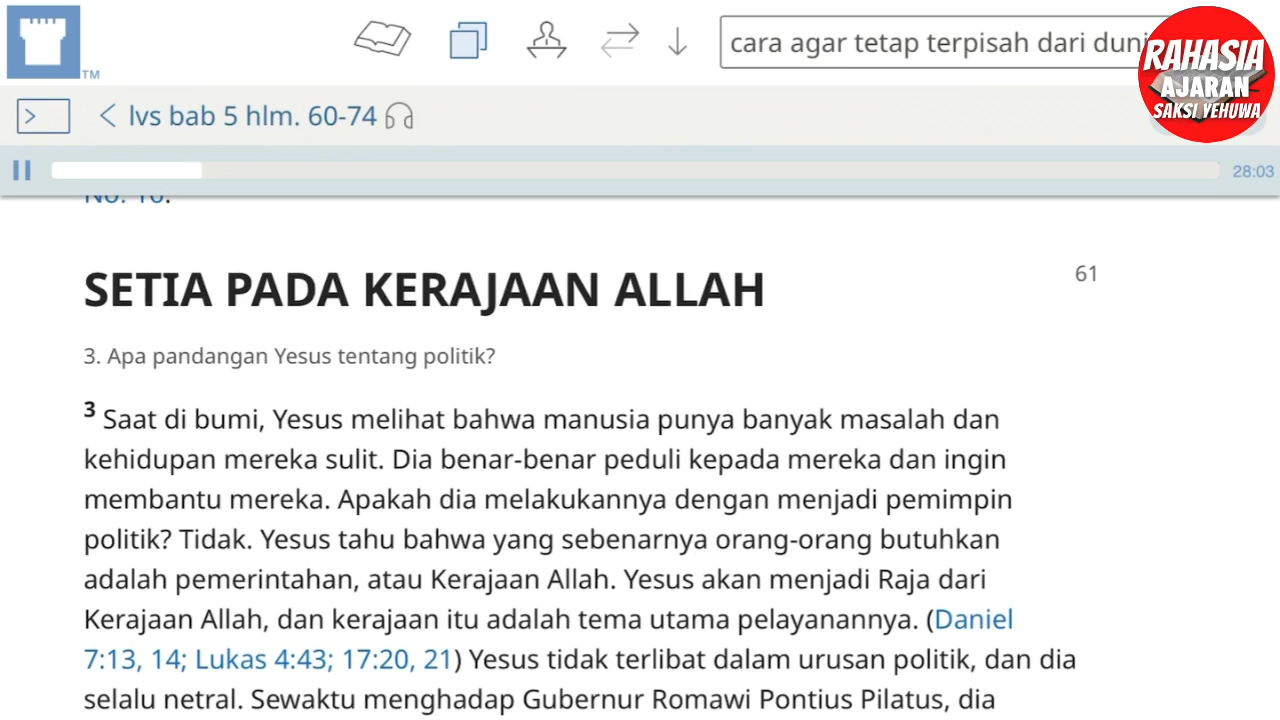 TM
cara agar tetap terpisah dari
RAHASIA
AJARAN
SAKSI YEHUWA
lvs bab 5 hlm. 60-74
28:03
No. 16.
SETIA PADA KERAJAAN ALLAH
61
3. Apa pandangan Yesus tentang politik?
3 Saat di bumi, Yesus melihat bahwa manusia punya banyak masalah dan
kehidupan mereka sulit. Dia benar-benar peduli kepada mereka dan ingin
membantu mereka. Apakah dia melakukannya dengan menjadi pemimpin
politik? Tidak. Yesus tahu bahwa yang sebenarnya orang-orang butuhkan
adalah pemerintahan, atau Kerajaan Allah. Yesus akan menjadi Raja dari
Kerajaan Allah, dan kerajaan itu adalah tema utama pelayanannya. (Daniel
7:13, 14; Lukas 4:43; 17:20, 21) Yesus tidak terlibat dalam urusan politik, dan dia
selalu netral. Sewaktu menghadap Gubernur Romawi Pontius Pilatus, dia